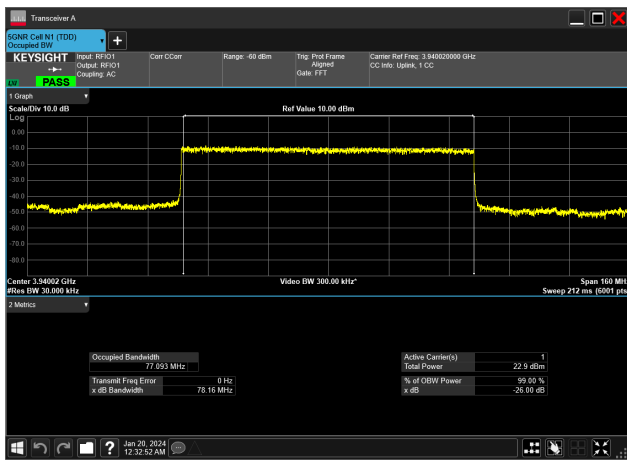 Transceiver A
5GNR Cell N1 (TDD)
Occupied BW
KEYSIGHT
LXI
PASS
Input: RFIO1
Output: RFIO1
Coupling: AC
Corr CCorr
Range: -60 dBm
Trig: Prot Frame
Aligned
Gate: FFT
Carrier Ref Freq: 3.940020000 GHz
CC Info: Uplink, 1 CC
1 Graph
Scale/Div 10.0 dB
Ref Value 10.00 dBm
Log
0.00
-10.0
-20.0
-30.0
-40.0
-50.0
-60.0
-70.0
-80.0
Center 3.94002 GHz
Video BW 300.00 kHz*
Span 160 MH
#Res BW 30.000 kHz
Sweep 212 ms (6001 pts
2 Metrics
Occupied Bandwidth
77.093 MHz
Transmit Freq Error 0 Hz
x dB Bandwidth 78.16 MHz
Active Carrier(s) 1
Total Power 22.9 dBm
% of OBW Power 99.00 %
x dB -26.00 dB
?
Jan 20, 2024
12:32:52 AM